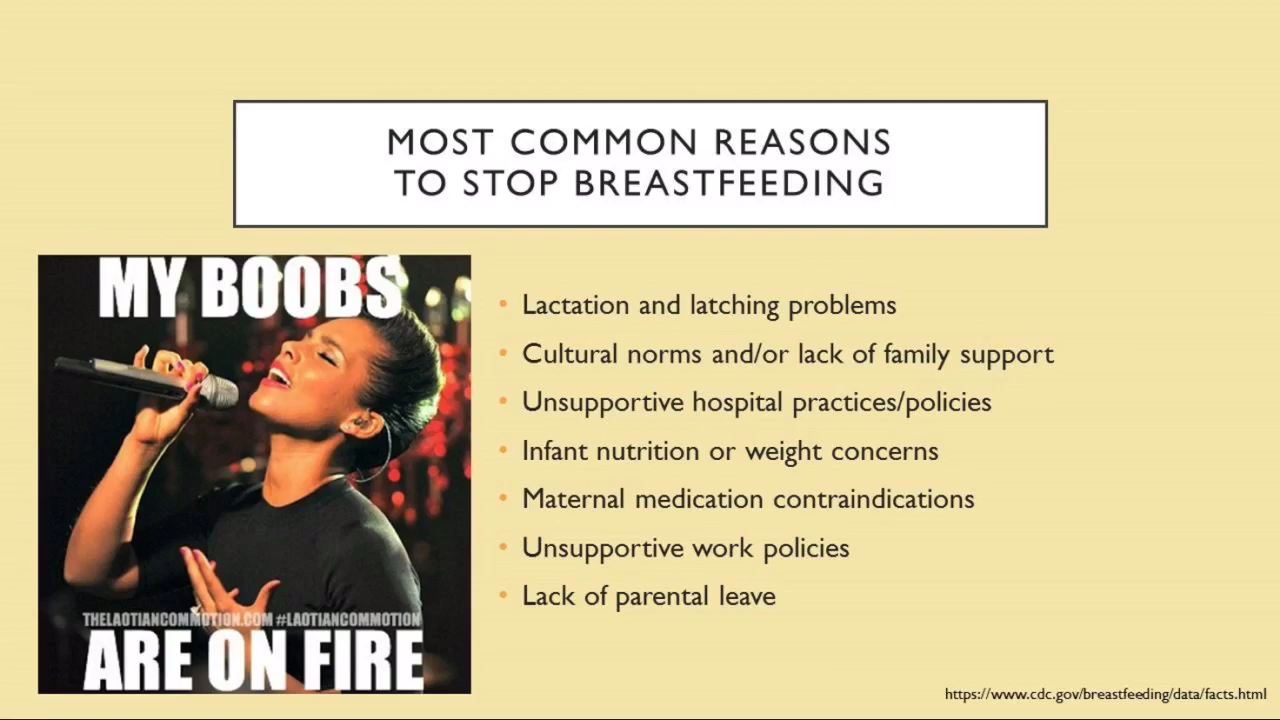 MOST COMMON REASONS
TO STOP BREASTFEEDING
MY BOOBS
THELAOTIANCOMMOTION.COM #LAOTIANCOMMOTION
ARE ON FIRE
• Lactation and latching problems
• Cultural norms and/or lack of family support
• Unsupportive hospital practices/policies
• Infant nutrition or weight concerns
• Maternal medication contraindications
• Unsupportive work policies
• Lack of parental leave
https://www.cdc.gov/breastfeeding/data/facts.html